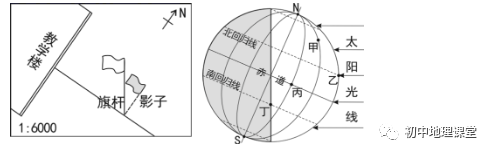 N
教学楼
旗杆 影子
1:6000
N
北回归线
甲
太
阳
光
线
赤道
乙
南回归线
丙
丁
S
初中地理课堂